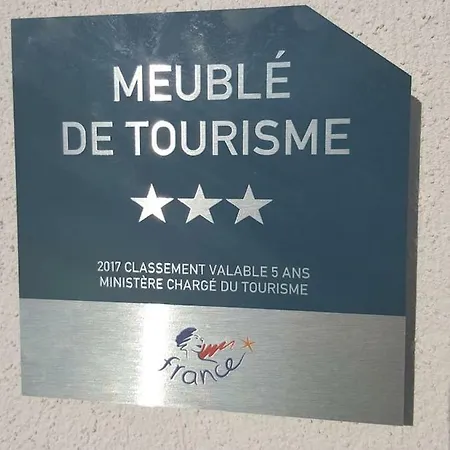 MEUBLÉ
DE TOURISME
2017 CLASSEMENT VALABLE 5 ANS
MINISTÈRE CHARGÉ DU TOURISME
france